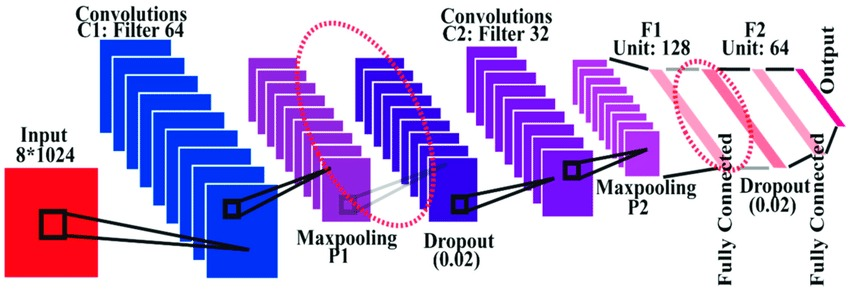 Input
8*1024
Convolutions
C1: Filter 64
Maxpooling
P1
Dropout
(0.02)
Convolutions
C2: Filter 32
Maxpooling
P2
F1
Unit: 128
Fully Connected
F2
Unit: 64
Dropout
(0.02)
Fully Connected
Output